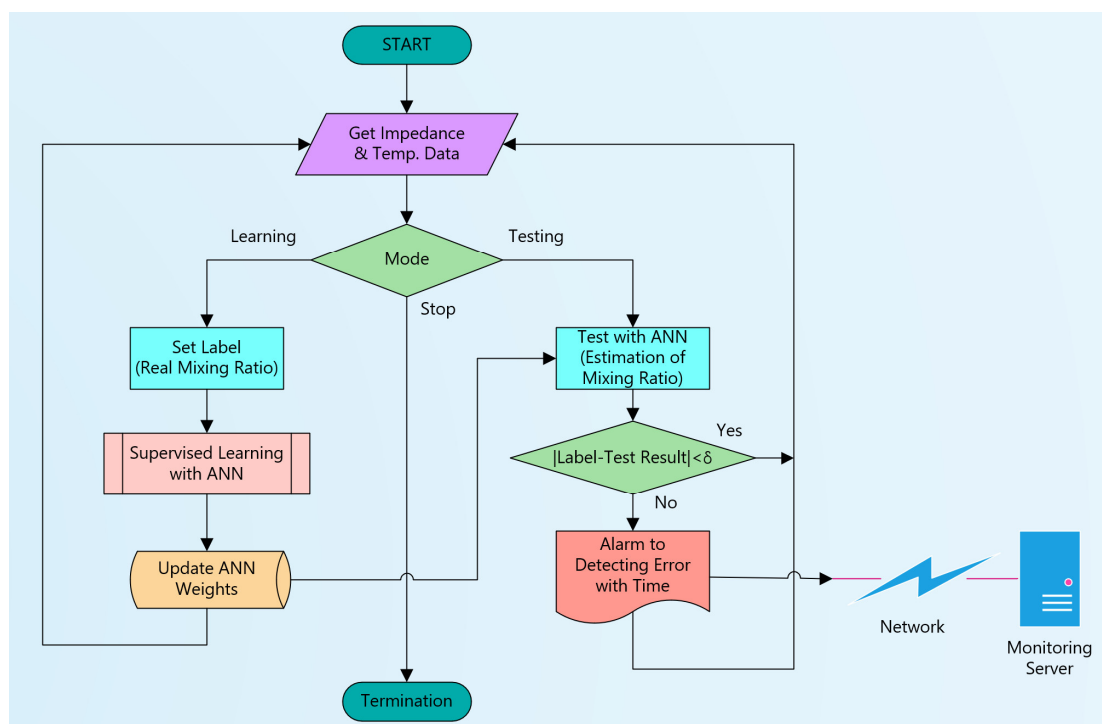 START
Get Impedance
& Temp. Data
Learning
Testing
Mode
Stop
Set Label
(Real Mixing Ratio)
Test with ANN
(Estimation of
Mixing Ratio)
Supervised Learning
with ANN
Yes
|Label-Test Result|<δ
No
Update ANN
Weights
Alarm to
Detecting Error
with Time
Network
Monitoring
Server
Termination